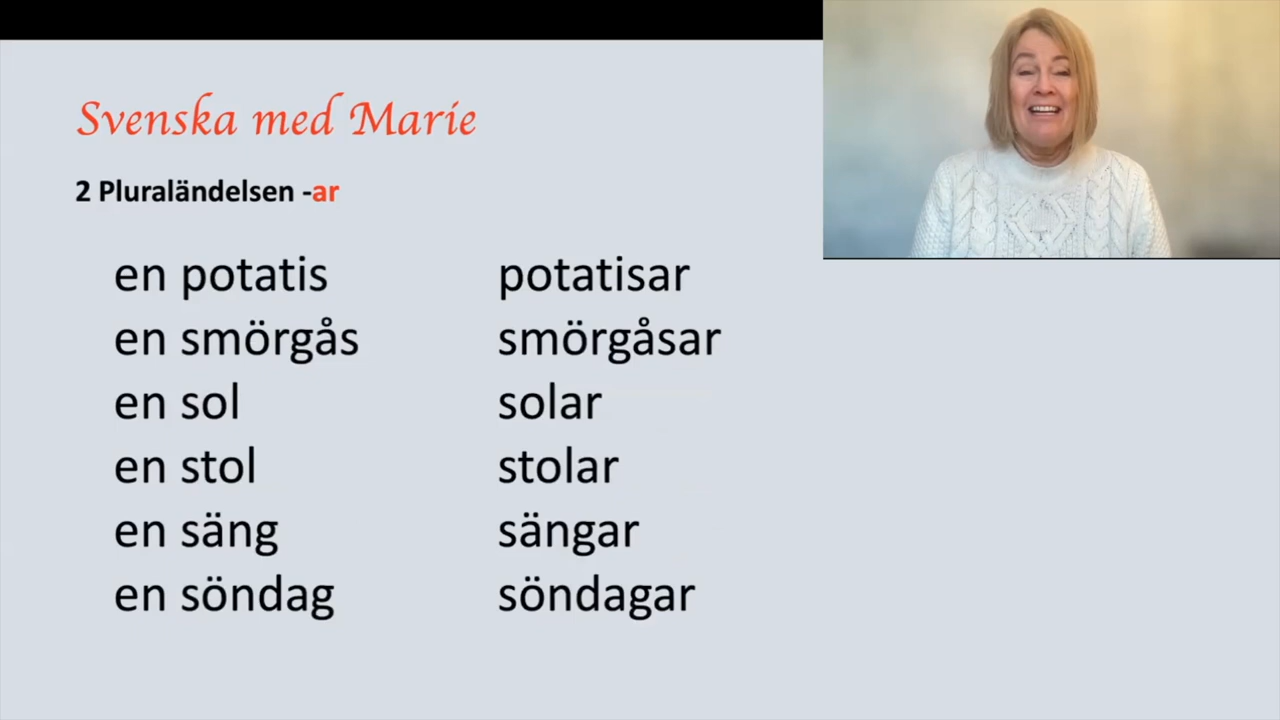 Svenska med Marie
2 Pluraländelsen -ar
en potatis potatisar
en smörgås smörgåsar
en sol solar
en stol stolar
en säng sängar
en söndag söndagar